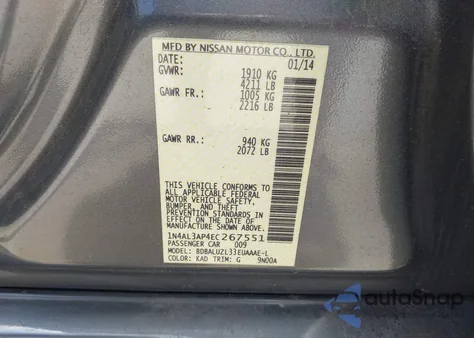 MFD BY NISSAN MOTOR CO., LTD.
DATE: 01/14
GVWR: 1910 KG
4211 LB
GAWR FR.: 1005 KG
2216 LB
GAWR RR.: 940 KG
2072 LB
THIS VEHICLE CONFORMS TO
ALL APPLICABLE FEDERAL
MOTOR VEHICLE SAFETY,
BUMPER, AND THEFT
PREVENTION STANDARDS IN
EFFECT ON THE DATE OF
MANUFACTURE SHOWN ABOVE.
1N4AL3AP4EC267551
PASSENGER CAR 009
MODEL: BDBALUZL33EUAAAE-L
COLOR: KAD TRIM: G 9N00A
autoSnap